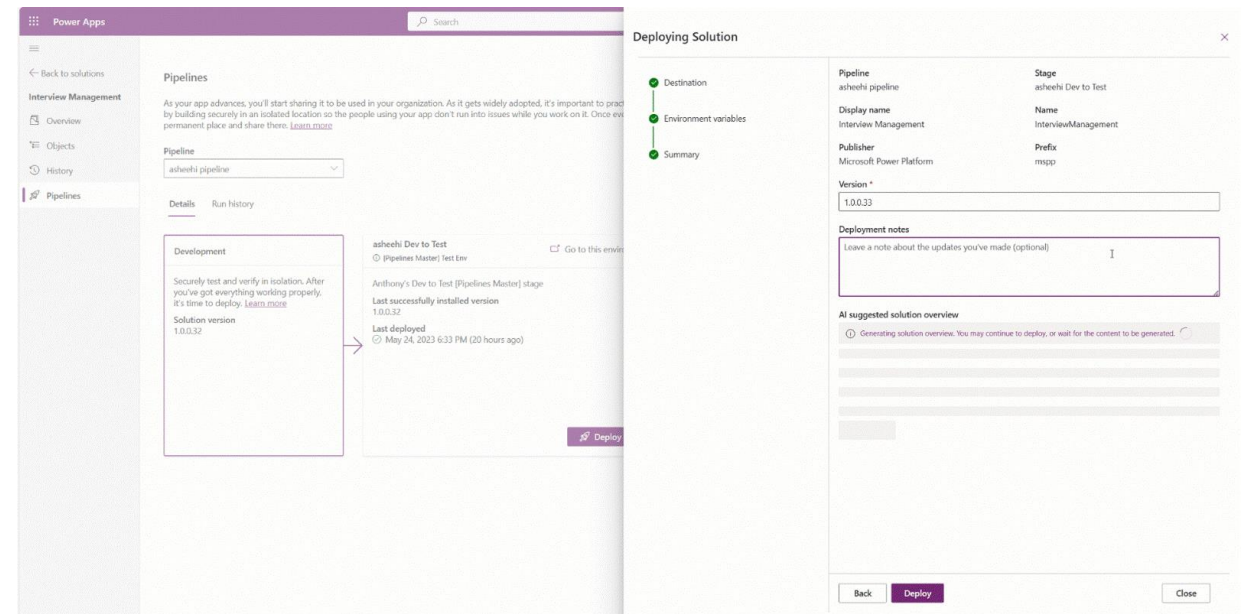 Power Apps
Search
Back to solutions
Interview Management
Overview
Objects
History
Pipelines
Pipelines
As your app advances, you'll start sharing it to be used in your organization. As it gets widely adopted, it's important to prac
by building securely in an isolated location so the people using your app don't run into issues while you work on it. Once eve
permanent place and share there. Learn more
Pipeline
asheehi pipeline
Details Run history
Development
Securely test and verify in isolation. After
you've got everything working properly,
it's time to deploy. Learn more
Solution version
1.0.0.32
asheehi Dev to Test
Go to this enviro
[Pipelines Master] Test Env
Anthony's Dev to Test [Pipelines Master] stage
Last successfully installed version
1.0.0.32
Last deployed
May 24, 2023 6:33 PM (20 hours ago)
Deploy
Deploying Solution
Destination
Environment variables
Summary
Pipeline Stage
asheehi pipeline asheehi Dev to Test
Display name Name
Interview Management InterviewManagement
Publisher Prefix
Microsoft Power Platform mspp
Version *
1.0.0.33
Deployment notes
Leave a note about the updates you've made (optional)
AI suggested solution overview
Generating solution overview. You may continue to deploy, or wait for the content to be generated.
Back Deploy Close